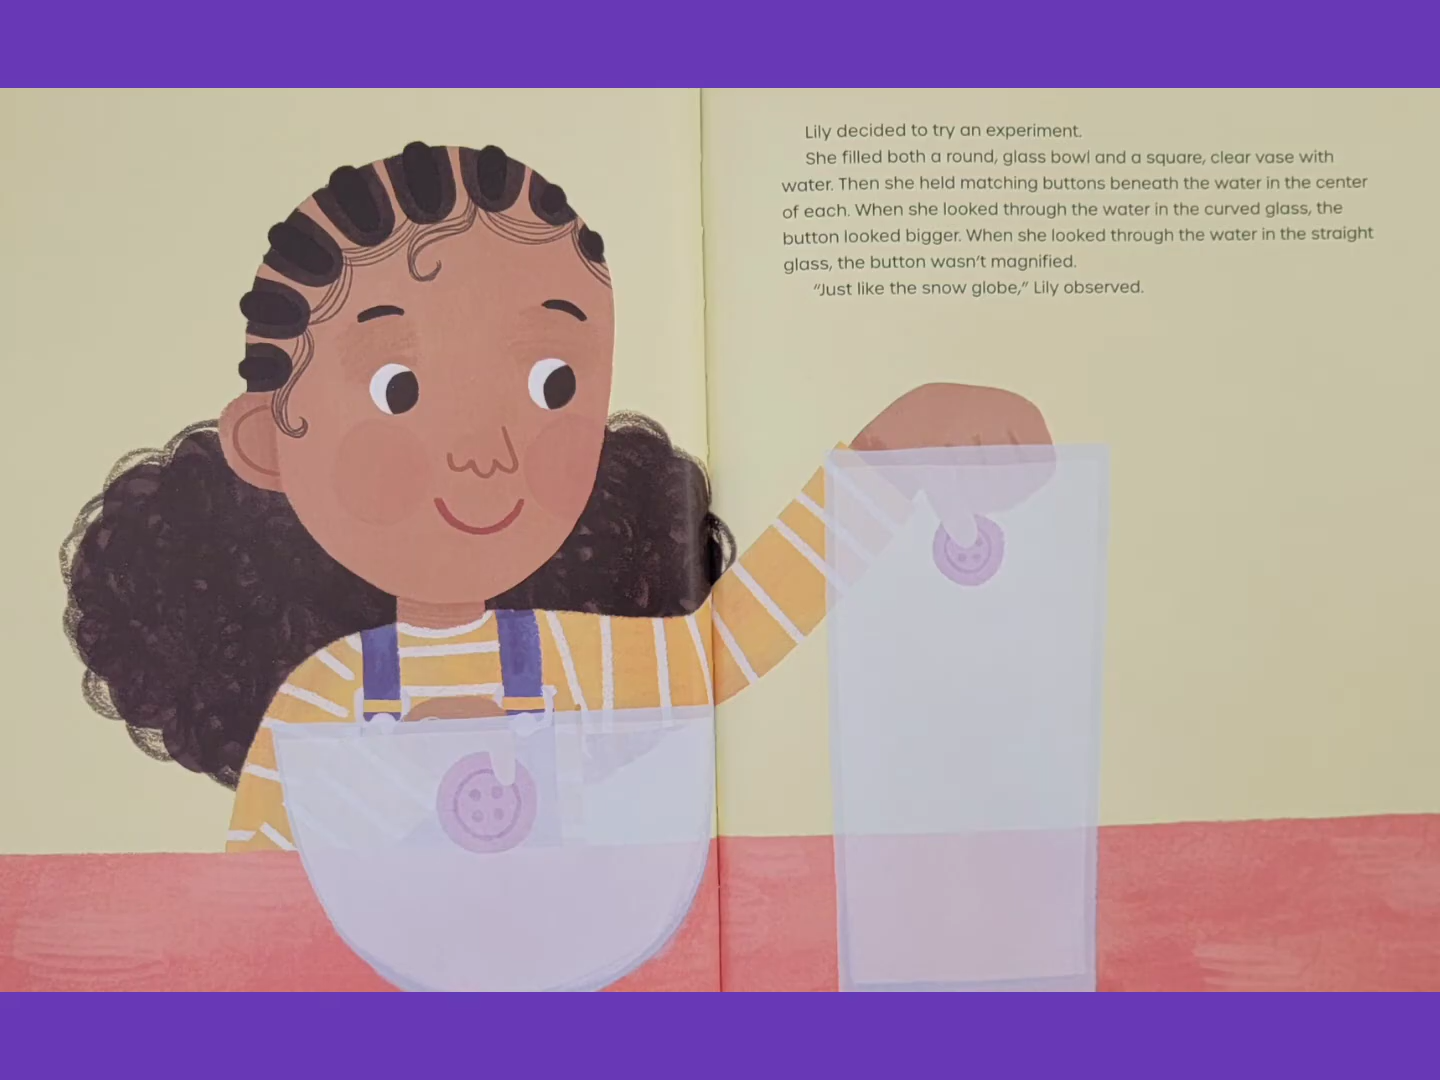 Lily decided to try an experiment.
She filled both a round, glass bowl and a square, clear vase with
water. Then she held matching buttons beneath the water in the center
of each. When she looked through the water in the curved glass, the
button looked bigger. When she looked through the water in the straight
glass, the button wasn't magnified.
“Just like the snow globe,” Lily observed.